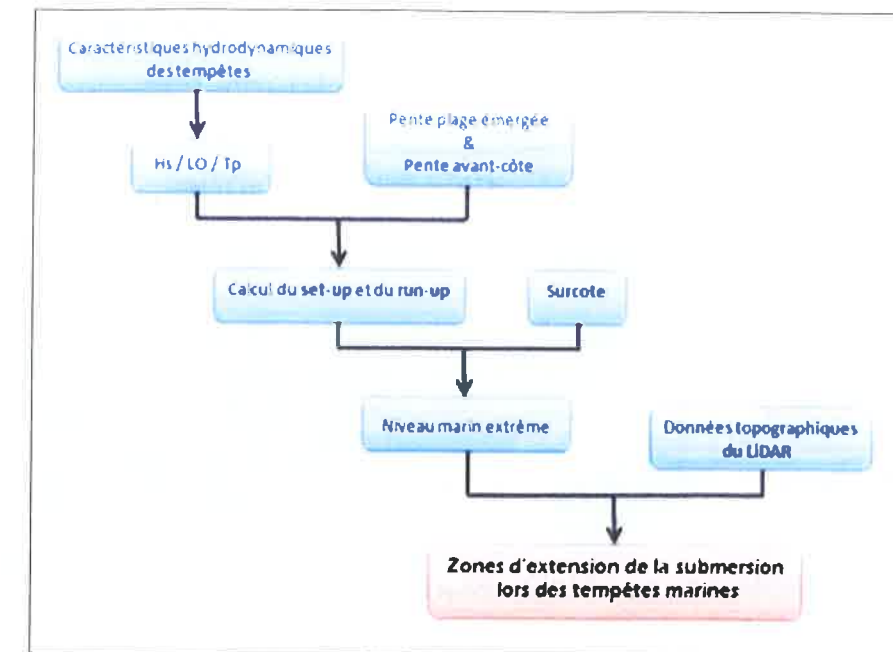 Caractéristiques hydrodynamiques
des tempêtes
Pente plage émergée
&
Pente avant-côte
Hs / LO / Tp
Calcul du set-up et du run-up
Surcote
Niveau marin extrême
Données topographiques
du LiDAR
Zones d'extension de la submersion
lors des tempêtes marines